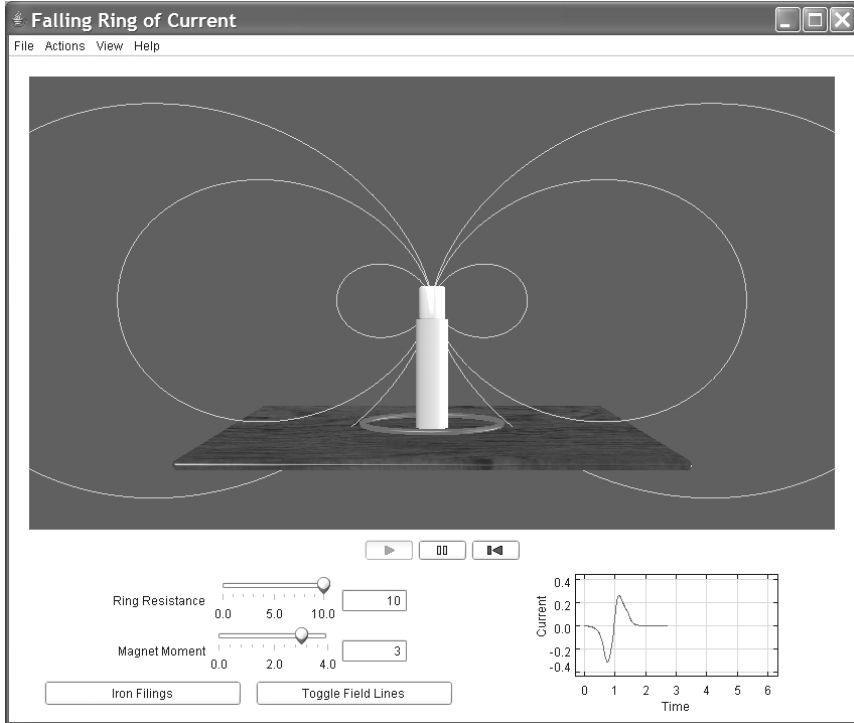 Falling Ring of Current
File Actions View Help
Ring Resistance
0.0 5.0 10.0
10
Magnet Moment
0.0 2.0 4.0
3
Iron Filings
Toggle Field Lines
Current
0.4
0.2
0.0
-0.2
-0.4
0 1 2 3 4 5 6
Time